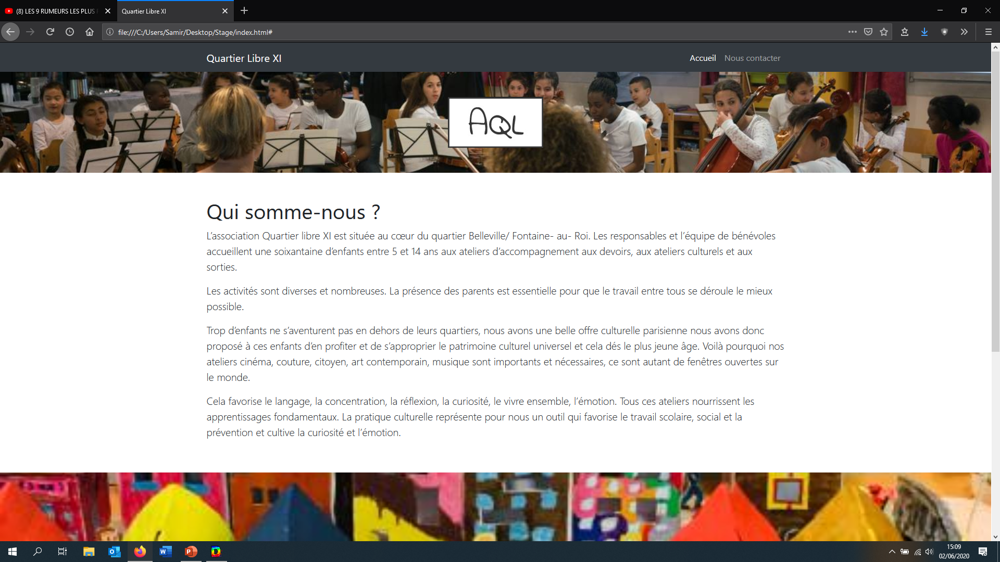 (8) LES 9 RUMEURS LES PLUS
Quartier Libre XI
file:///C:/Users/Samir/Desktop/Stage/index.html#
Quartier Libre XI
Accueil
Nous contacter
AQL
Qui somme-nous ?
L’association Quartier libre XI est située au cœur du quartier Belleville/ Fontaine- au- Roi. Les responsables et l’équipe de bénévoles
accueillent une soixantaine d’enfants entre 5 et 14 ans aux ateliers d’accompagnement aux devoirs, aux ateliers culturels et aux
sorties.
Les activités sont diverses et nombreuses. La présence des parents est essentielle pour que le travail entre tous se déroule le mieux
possible.
Trop d’enfants ne s’aventurent pas en dehors de leurs quartiers, nous avons une belle offre culturelle parisienne nous avons donc
proposé à ces enfants d’en profiter et de s’approprier le patrimoine culturel universel et cela dés le plus jeune âge. Voilà pourquoi nos
ateliers cinéma, couture, citoyen, art contemporain, musique sont importants et nécessaires, ce sont autant de fenêtres ouvertes sur
le monde.
Cela favorise le langage, la concentration, la réflexion, la curiosité, le vivre ensemble, l’émotion. Tous ces ateliers nourrissent les
apprentissages fondamentaux. La pratique culturelle représente pour nous un outil qui favorise le travail scolaire, social et la
prévention et cultive la curiosité et l’émotion.
15:09
02/06/2020